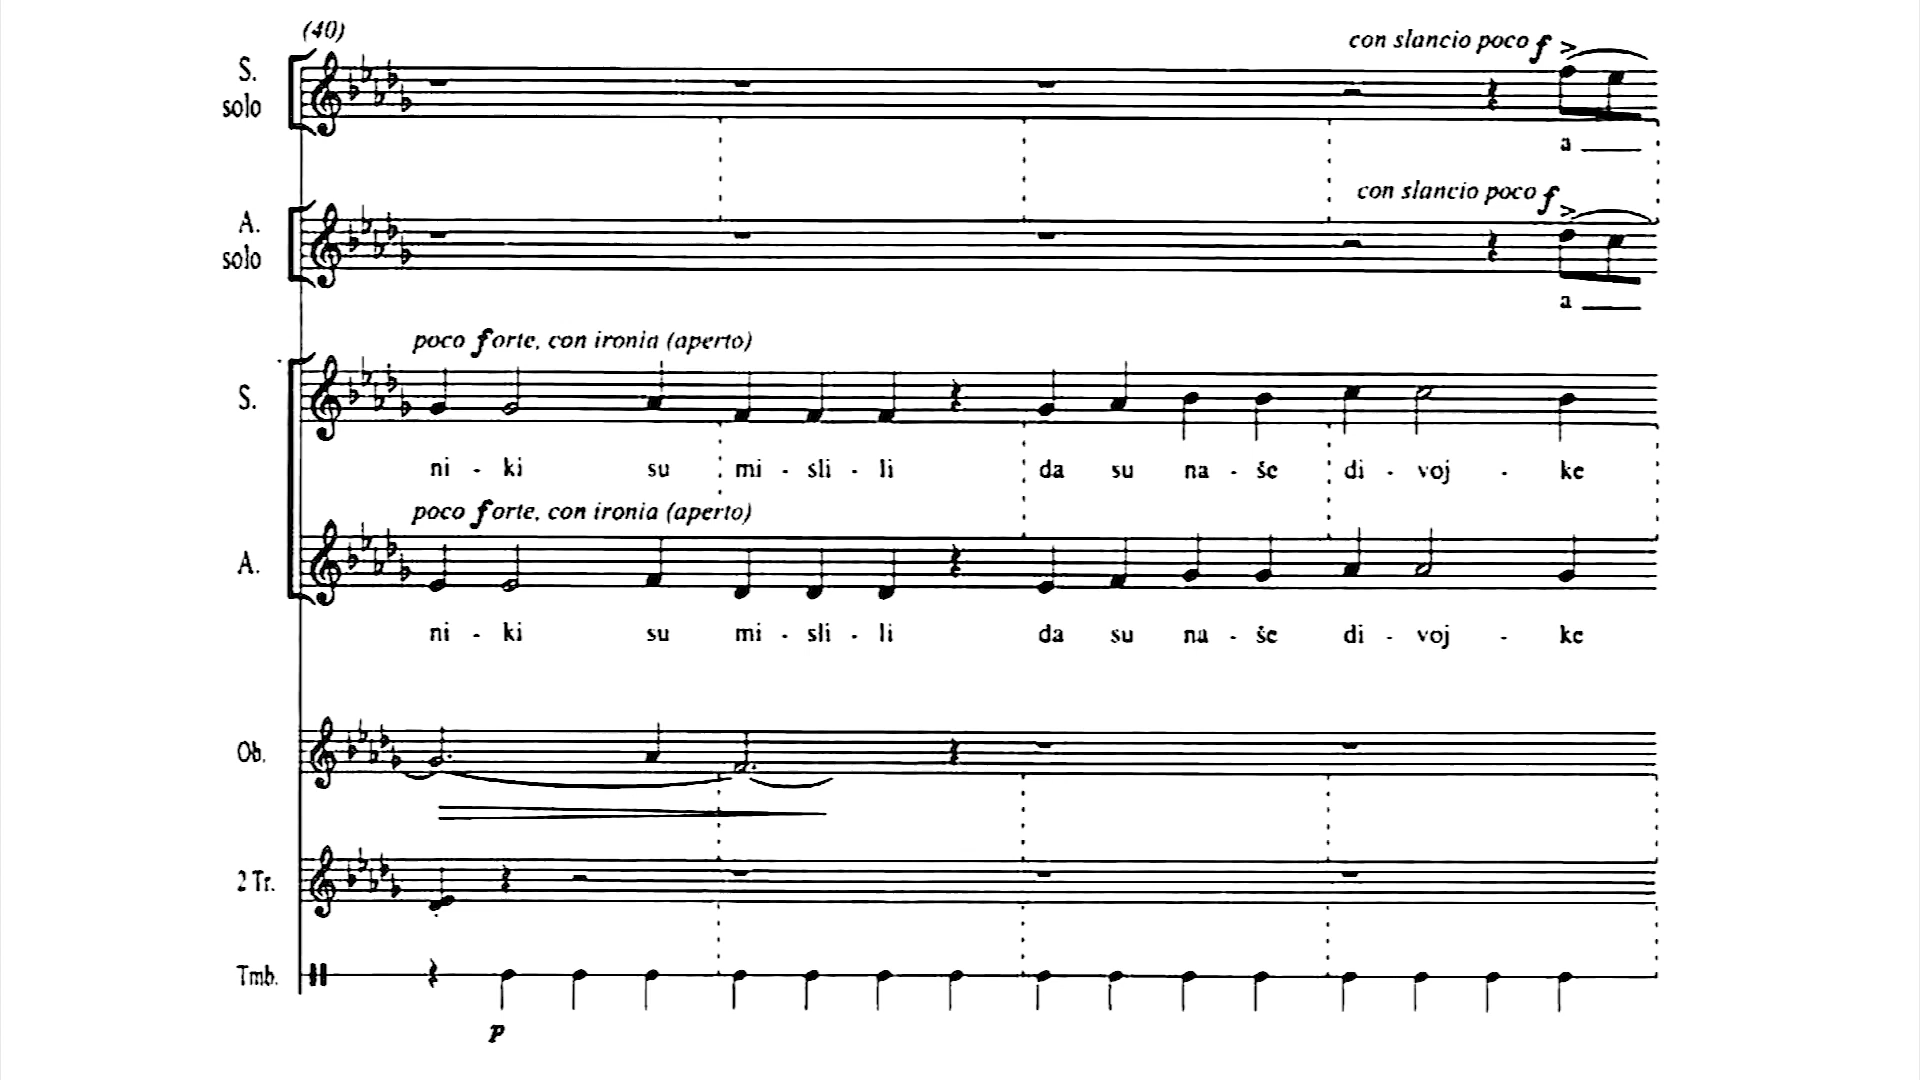 (40)
con slancio poco f
S.
solo
a
con slancio poco f
A.
solo
a
poco forte, con ironia (aperto)
S.
ni - ki su mi - sli - li da su na - še di - voj - ke
poco forte, con ironia (aperto)
A.
ni - ki su mi - sli - li da su na - še di - voj - ke
Ob.
2 Tr.
Tmb.
p